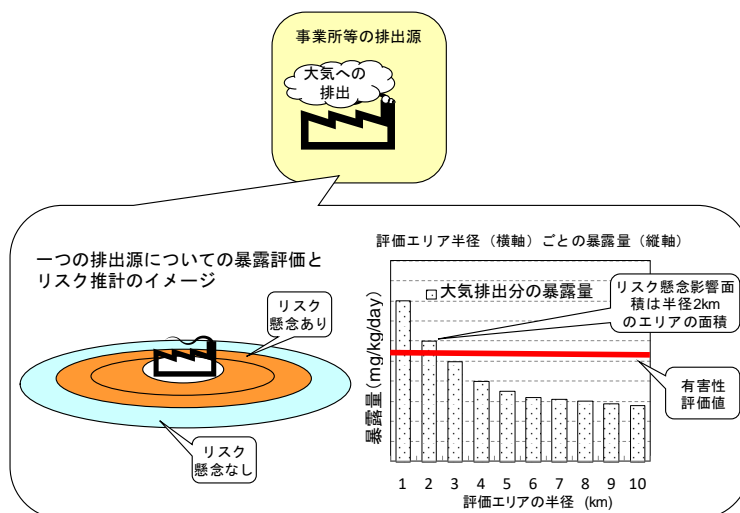 事業所等の排出源
大気への
排出
一つの排出源についての暴露評価と
リスク推計のイメージ
リスク
懸念あり
リスク
懸念なし
評価エリア半径（横軸）ごとの暴露量（縦軸）
大気排出分の暴露量
リスク懸念影響面
積は半径2km
のエリアの面積
有害性
評価値
暴露量(mg/kg/day)
1 2 3 4 5 6 7 8 9 10
評価エリアの半径 (km)